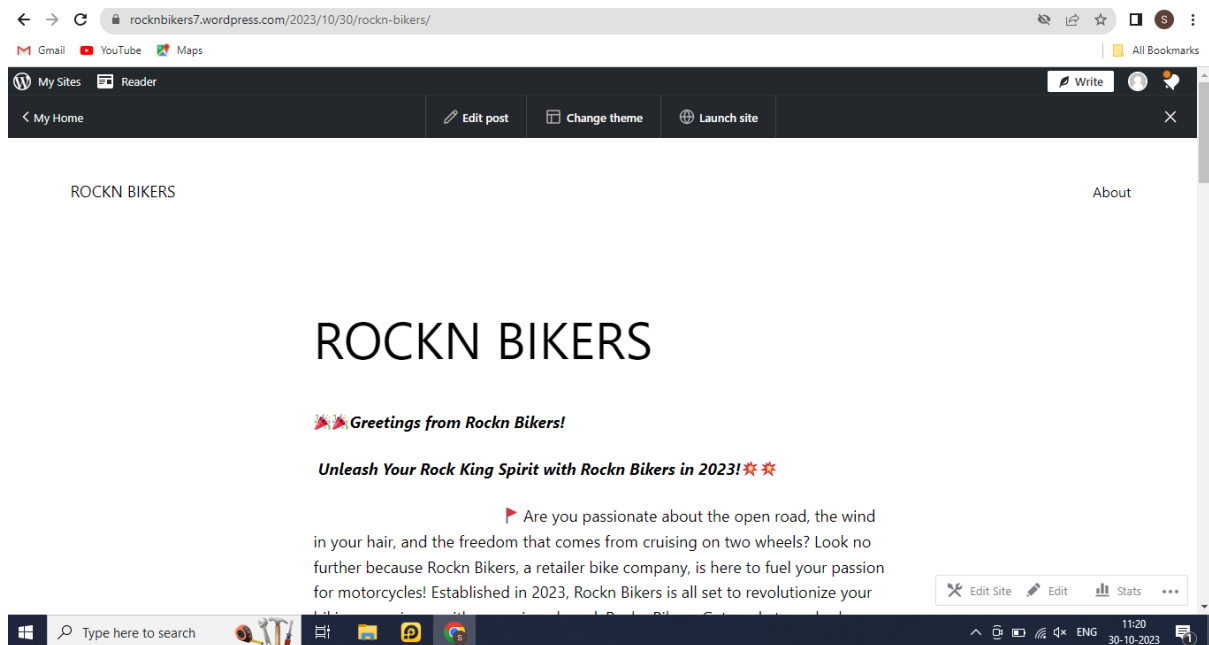 rocknbikers7.wordpress.com/2023/10/30/rockn-bikers/
S
Gmail YouTube Maps
All Bookmarks
My Sites Reader
Write
My Home
Edit post Change theme Launch site
ROCKN BIKERS
About
ROCKN BIKERS
🎉🎉Greetings from Rockn Bikers!
Unleash Your Rock King Spirit with Rockn Bikers in 2023!💥💥
🚩 Are you passionate about the open road, the wind
in your hair, and the freedom that comes from cruising on two wheels? Look no
further because Rockn Bikers, a retailer bike company, is here to fuel your passion
for motorcycles! Established in 2023, Rockn Bikers is all set to revolutionize your
Edit Site Edit Stats
Type here to search
ENG
11:20
30-10-2023
1